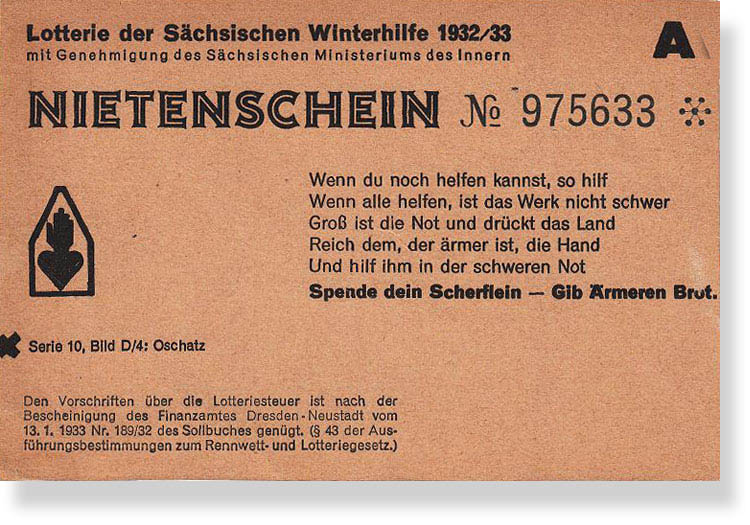 Lotterie der Sächsischen Winterhilfe 1932/33
mit Genehmigung des Sächsischen Ministeriums des Innern
A
NIETENSCHEIN № 975633
Wenn du noch helfen kannst, so hilf
Wenn alle helfen, ist das Werk nicht schwer
Groß ist die Not und drückt das Land
Reich dem, der ärmer ist, die Hand
Und hilf ihm in der schweren Not
Spende dein Scherflein — Gib Ärmeren Brot.
Serie 10, Bild D/4: Oschatz
Den Vorschriften über die Lotteriesteuer ist nach der
Bescheinigung des Finanzamtes Dresden-Neustadt vom
13. 1. 1933 Nr. 189/32 des Sollbuches genügt. (§ 43 der Aus-
führungsbestimmungen zum Rennwett- und Lotteriegesetz.)